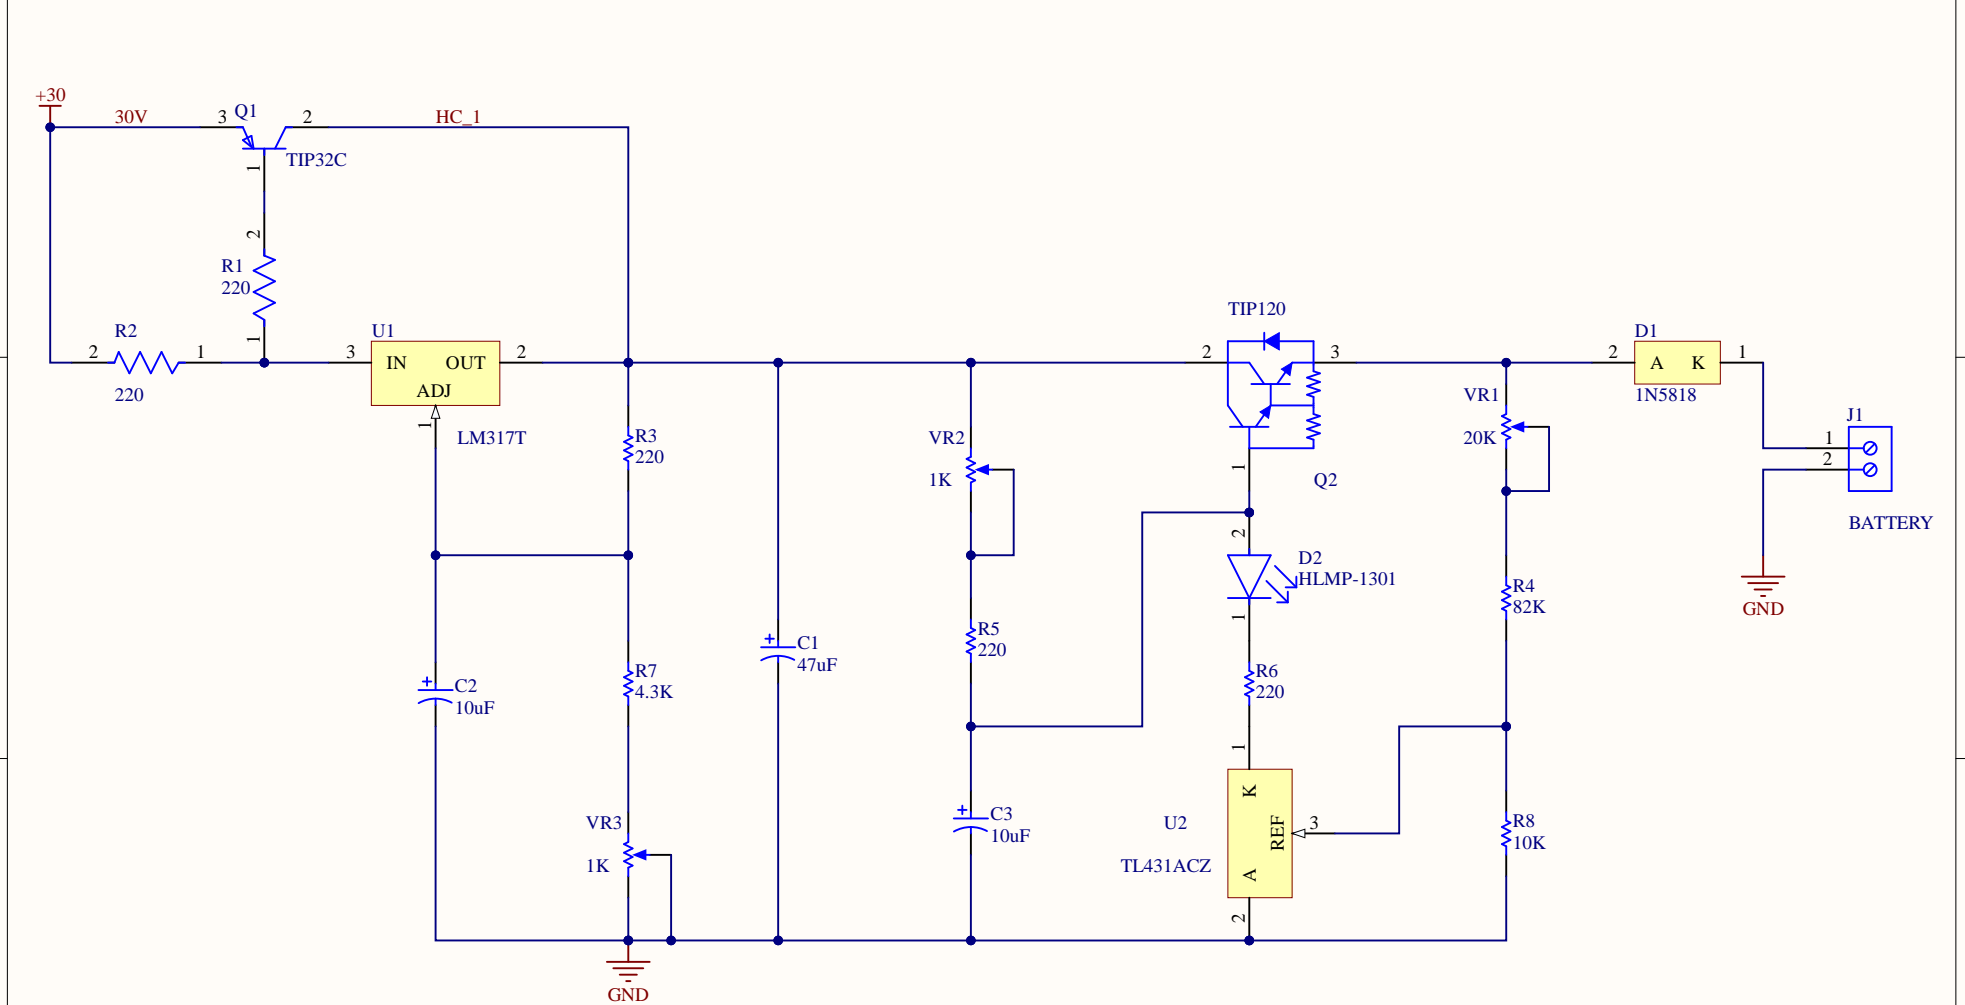 +30
30V
3
Q1
2
HC_1
TIP32C
1
2
R1
220
1
R2
2
1
220
U1
3
IN
OUT
2
ADJ
1
LM317T
R3
220
TIP120
2
3
1
Q2
D1
2
A
K
1
1N5818
VR1
20K
J1
1
2
BATTERY
GND
VR2
1K
2
D2
HLMP-1301
1
R4
82K
R5
220
C1
47uF
C2
10uF
R7
4.3K
R6
220
1
K
U2
REF
3
TL431ACZ
A
2
C3
10uF
R8
10K
VR3
1K
GND